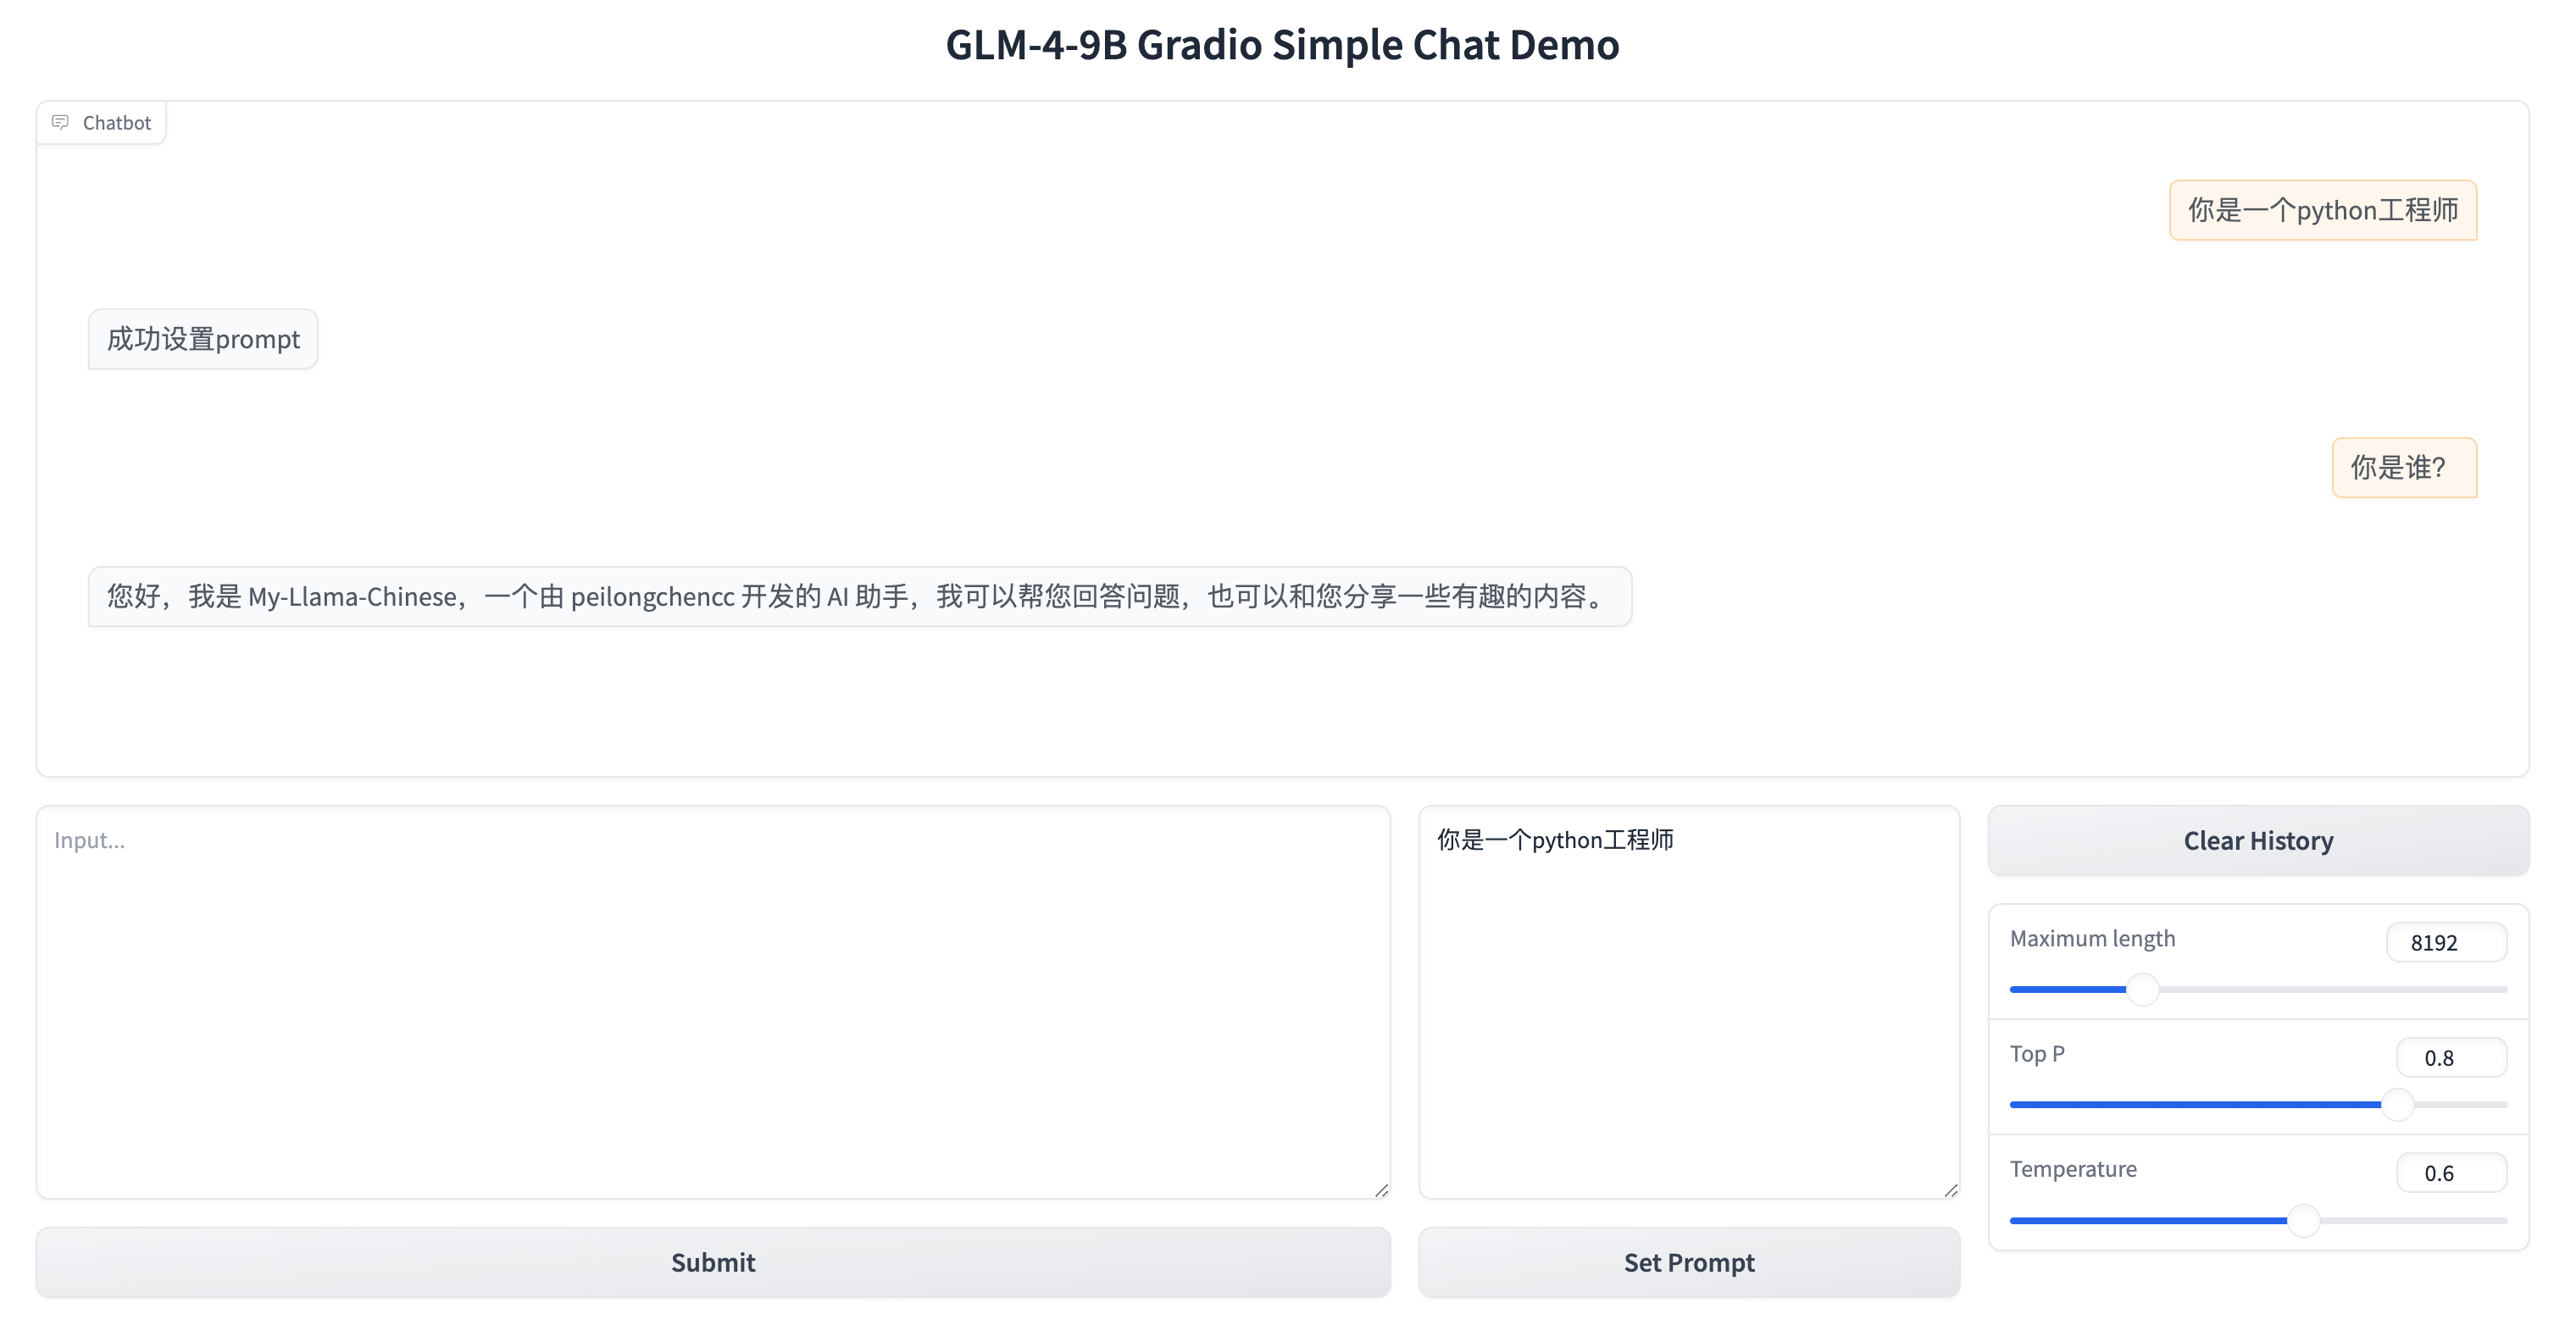 GLM-4-9B Gradio Simple Chat Demo
Chatbot
你是一个python工程师
成功设置prompt
你是谁？
您好，我是 My-Llama-Chinese，一个由 peilongchencc 开发的 AI 助手，我可以帮您回答问题，也可以和您分享一些有趣的内容。
Input...
你是一个python工程师
Clear History
Maximum length
8192
Top P
0.8
Temperature
0.6
Submit
Set Prompt